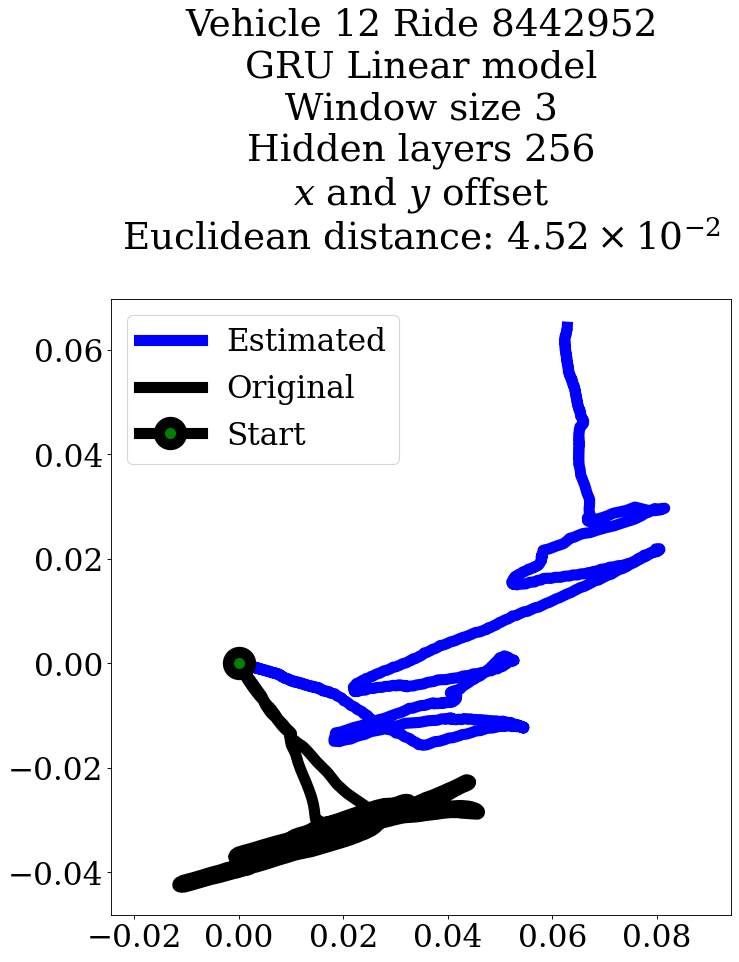 Vehicle 12 Ride 8442952
GRU Linear model
Window size 3
Hidden layers 256
x and y offset
Euclidean distance: 4.52 × 10⁻²
Estimated
Original
Start
0.06
0.04
0.02
0.00
−0.02
−0.04
−0.02 0.00 0.02 0.04 0.06 0.08